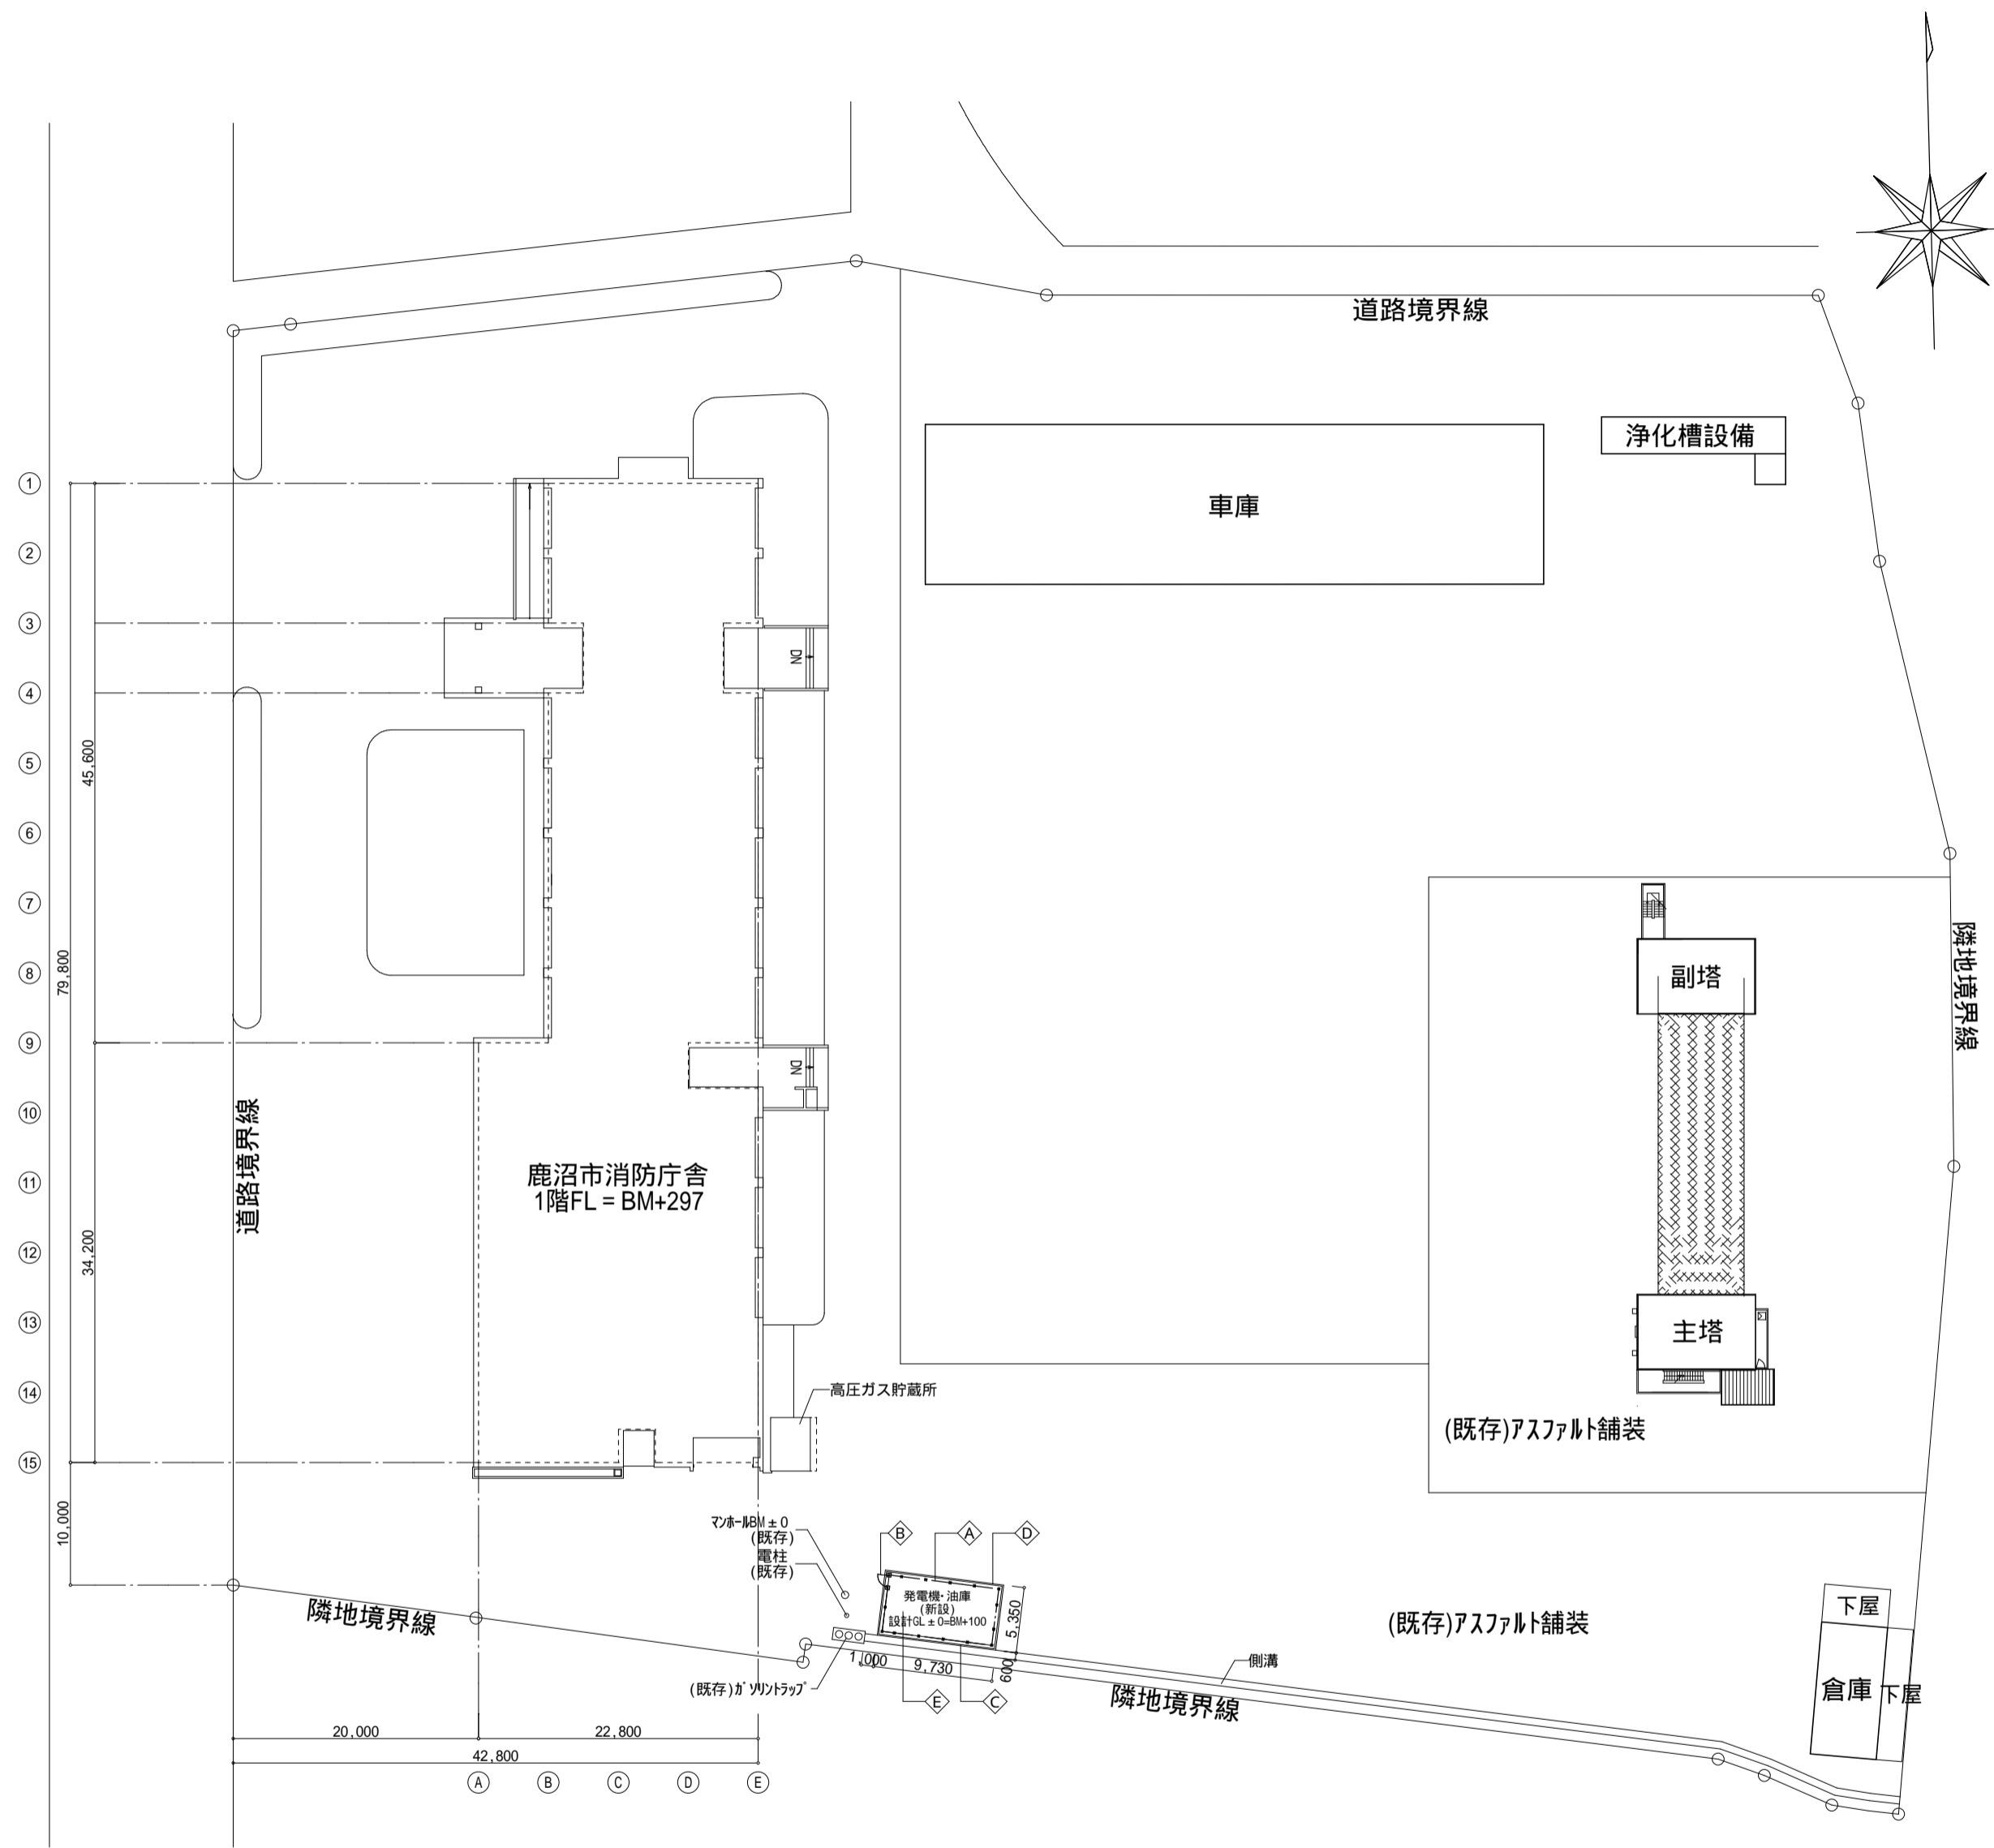 道路境界線
浄化槽設備
車庫
1
2
3
4
5
6
7
8
9
10
11
12
13
14
15
45,600
79,800
34,200
10,000
DN
DN
道路境界線
鹿沼市消防庁舎
1階FL = BM+297
副塔
主塔
隣地境界線
高圧ガス貯蔵所
(既存)アスファルト舗装
マンホールBM±0
(既存)
電柱
(既存)
B
A
D
発電機・油庫
(新設)
設計GL±0=BM+100
5,350
600
1,000
9,730
(既存)ガソリントラップ
E
C
側溝
隣地境界線
隣地境界線
(既存)アスファルト舗装
下屋
倉庫
下屋
20,000
22,800
42,800
A
B
C
D
E